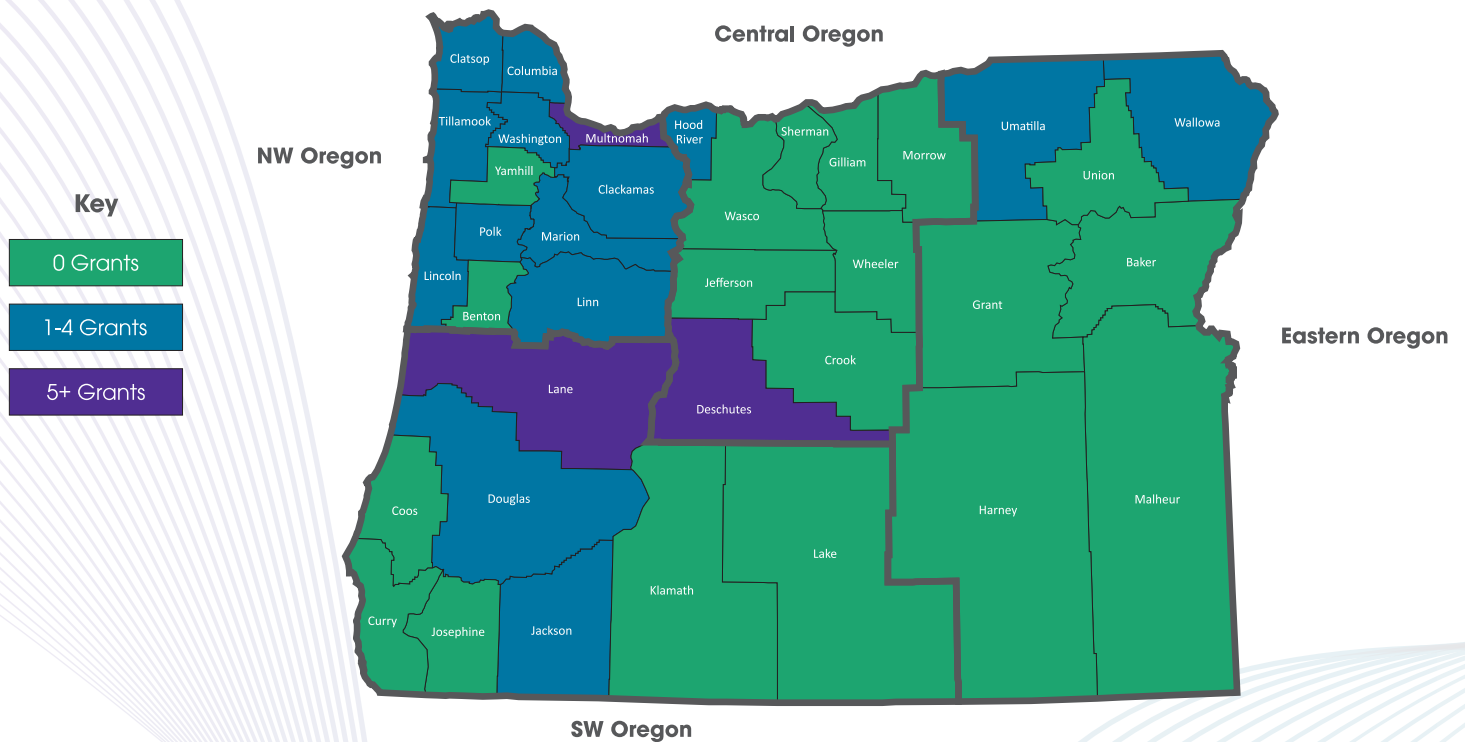 Central Oregon
NW Oregon
Key
0 Grants
1-4 Grants
5+ Grants
Clatsop
Columbia
Tillamook
Washington
Multnomah
Yamhill
Clackamas
Polk
Marion
Lincoln
Benton
Linn
Hood
River
Sherman
Gilliam
Morrow
Wasco
Wheeler
Jefferson
Crook
Deschutes
Umatilla
Wallowa
Union
Baker
Grant
Harney
Malheur
Eastern Oregon
Lane
Douglas
Coos
Curry
Josephine
Jackson
Klamath
Lake
SW Oregon